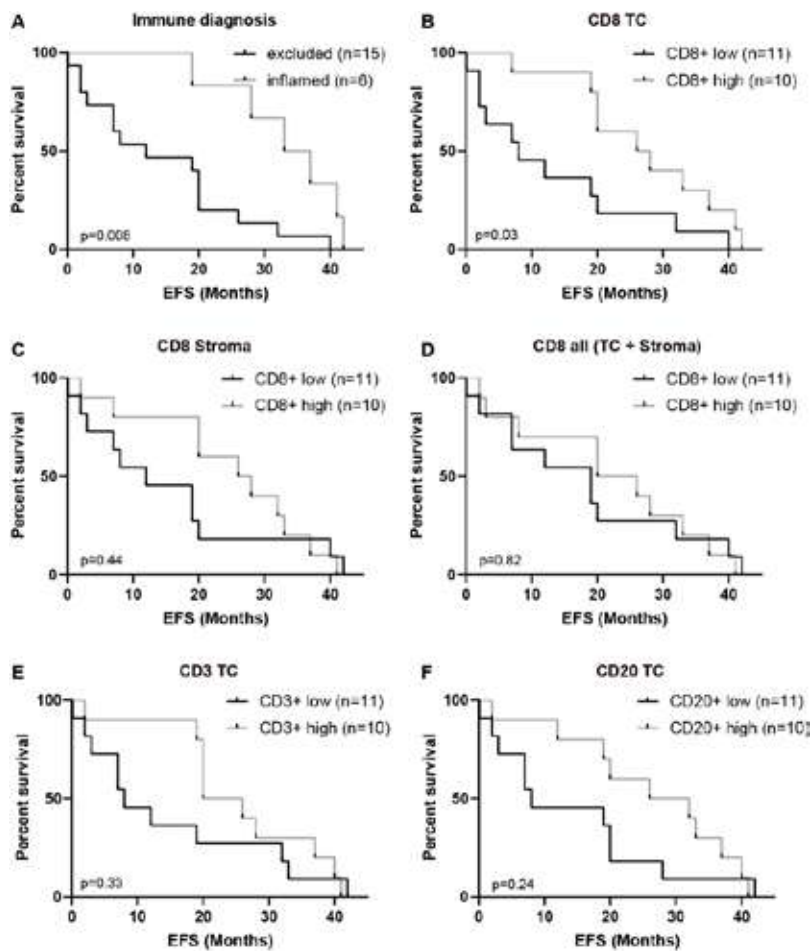 A Immune diagnosis
excluded (n=15)
inflamed (n=6)
100
50
0
Percent survival
p=0.008
0 10 20 30 40
EFS (Months)
B CD8 TC
CD8+ low (n=11)
CD8+ high (n=10)
100
50
0
Percent survival
p=0.03
0 10 20 30 40
EFS (Months)
C CD8 Stroma
CD8+ low (n=11)
CD8+ high (n=10)
100
50
0
Percent survival
p=0.44
0 10 20 30 40
EFS (Months)
D CD8 all (TC + Stroma)
CD8+ low (n=11)
CD8+ high (n=10)
100
50
0
Percent survival
p=0.82
0 10 20 30 40
EFS (Months)
E CD3 TC
CD3+ low (n=11)
CD3+ high (n=10)
100
50
0
Percent survival
p=0.33
0 10 20 30 40
EFS (Months)
F CD20 TC
CD20+ low (n=11)
CD20+ high (n=10)
100
50
0
Percent survival
p=0.24
0 10 20 30 40
EFS (Months)